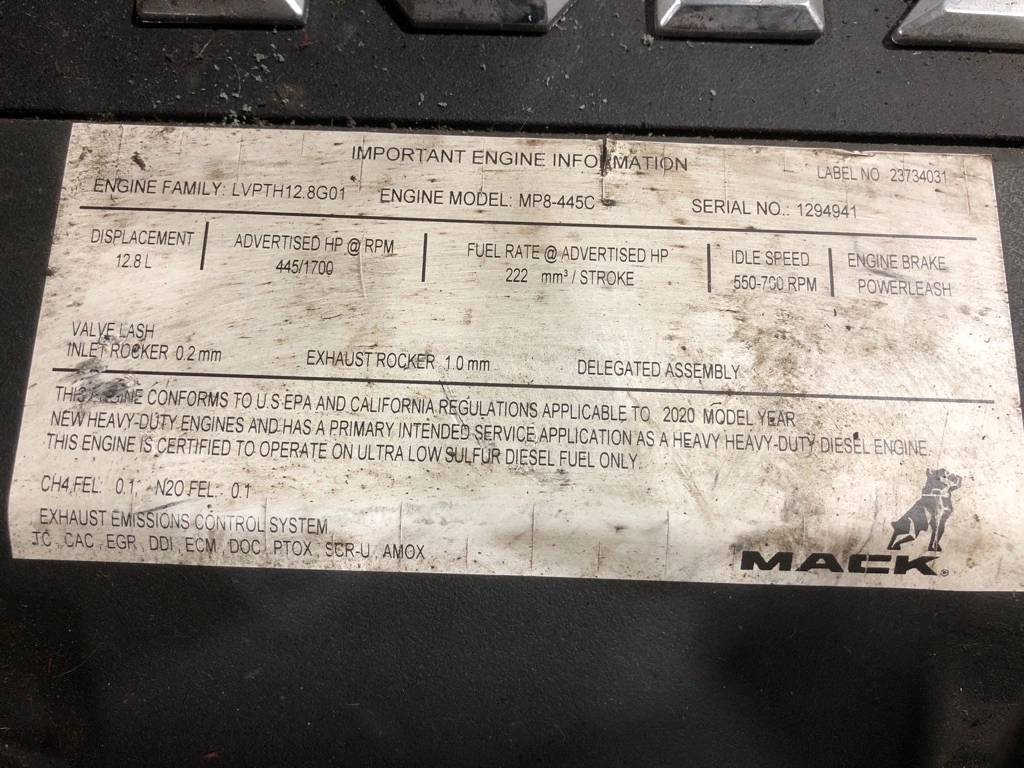 IMPORTANT ENGINE INFORMATION
LABEL NO 23734031
ENGINE FAMILY: LVPTH12.8G01 ENGINE MODEL: MP8-445C SERIAL NO.: 1294941
DISPLACEMENT ADVERTISED HP @ RPM FUEL RATE @ ADVERTISED HP IDLE SPEED ENGINE BRAKE
12.8 L 445/1700 222 mm³ / STROKE 550-700 RPM POWERLEASH
VALVE LASH
INLET ROCKER 0.2 mm EXHAUST ROCKER 1.0 mm DELEGATED ASSEMBLY
THIS ENGINE CONFORMS TO U.S EPA AND CALIFORNIA REGULATIONS APPLICABLE TO 2020 MODEL YEAR
NEW HEAVY-DUTY ENGINES AND HAS A PRIMARY INTENDED SERVICE APPLICATION AS A HEAVY HEAVY-DUTY DIESEL ENGINE.
THIS ENGINE IS CERTIFIED TO OPERATE ON ULTRA LOW SULFUR DIESEL FUEL ONLY.
CH4 FEL: 0.1 N2O FEL: 0.1
EXHAUST EMISSIONS CONTROL SYSTEM
TC, CAC, EGR, DDI, ECM, DOC, PTOX, SCR-U, AMOX
MACK®